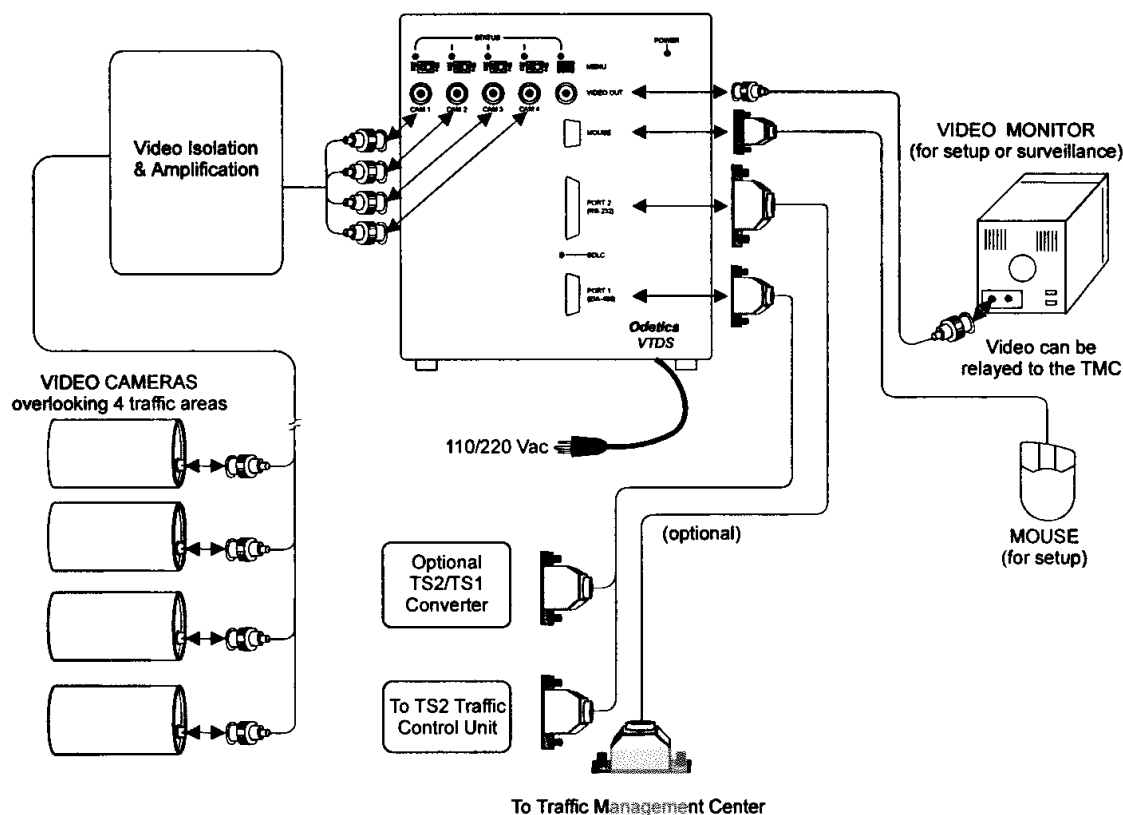 STATUS
POWER
MENU
VIDEO OUT
CAM 1
CAM 2
CAM 3
CAM 4
MOUSE
PORT 2
(RS-232)
SDLC
PORT 1
Odetics
VTDS
Video Isolation
& Amplification
VIDEO MONITOR
(for setup or surveillance)
Video can be
relayed to the TMC
VIDEO CAMERAS
overlooking 4 traffic areas
110/220 Vac
(optional)
MOUSE
(for setup)
Optional
TS2/TS1
Converter
To TS2 Traffic
Control Unit
To Traffic Management Center